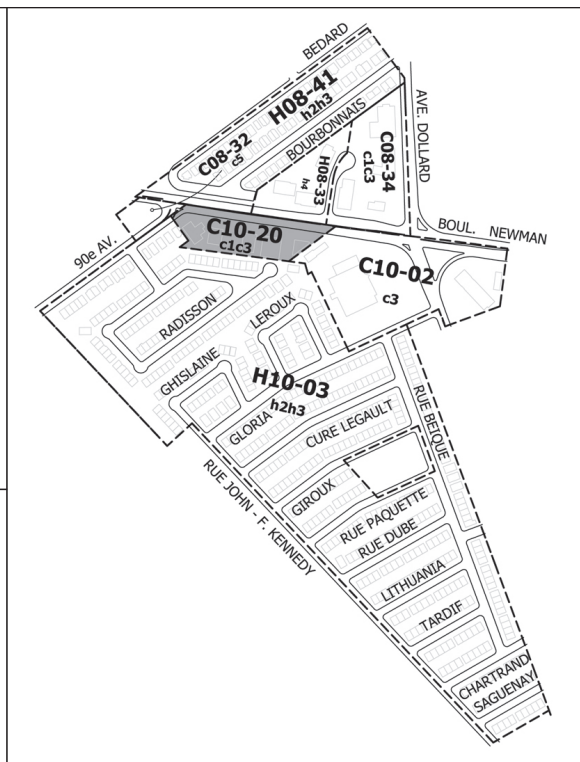 BEDARD
H08-41
h2h3
C08-32
c5
BOURBONNAIS
AVE. DOLLARD
C08-34
c1c3
H08-33
h4
BOUL. NEWMAN
C10-20
c1c3
90e AV.
C10-02
c3
RADISSON
LEROUX
GHISLAINE
H10-03
h2h3
GLORIA
CURE LEGAULT
RUE BEIQUE
GIROUX
RUE JOHN - F. KENNEDY
RUE PAQUETTE
RUE DUBE
LITHUANIA
TARDIF
CHARTRAND
SAGUENAY